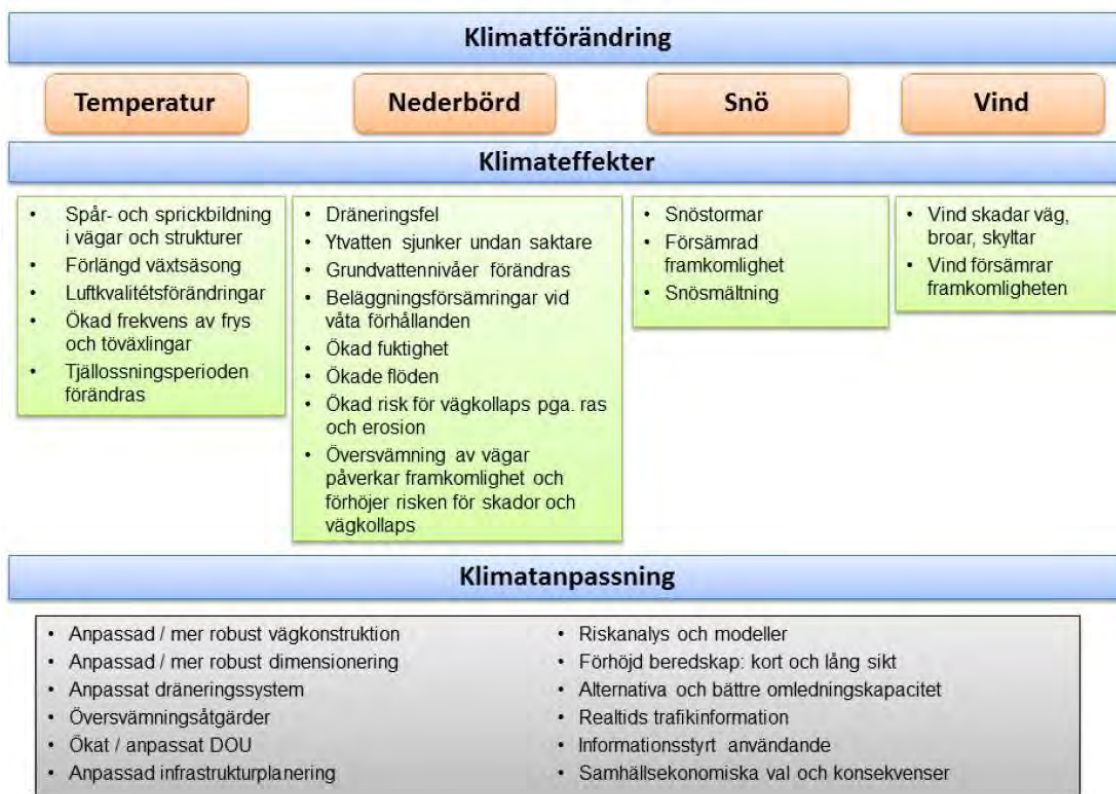 Klimatförändring
Temperatur
Nederbörd
Snö
Vind
Klimateffekter
• Spår- och sprickbildning
i vägar och strukturer
• Förlängd växtsäsong
• Luftkvalitétsförändringar
• Ökad frekvens av frys
och töväxlingar
• Tjällossningsperioden
förändras
• Dräneringsfel
• Ytvatten sjunker undan saktare
• Grundvattennivåer förändras
• Beläggningsförsämringar vid
våta förhållanden
• Ökad fuktighet
• Ökade flöden
• Ökad risk för vägkollaps pga. ras
och erosion
• Översvämning av vägar
påverkar framkomlighet och
förhöjer risken för skador och
vägkollaps
• Snöstormar
• Försämrad
framkomlighet
• Snösmältning
• Vind skadar väg,
broar, skyltar
• Vind försämrar
framkomligheten
Klimatanpassning
• Anpassad / mer robust vägkonstruktion
• Anpassad / mer robust dimensionering
• Anpassat dräneringssystem
• Översvämningsåtgärder
• Ökat / anpassat DOU
• Anpassad infrastrukturplanering
• Riskanalys och modeller
• Förhöjd beredskap: kort och lång sikt
• Alternativa och bättre omledningskapacitet
• Realtids trafikinformation
• Informationsstyrt användande
• Samhällsekonomiska val och konsekvenser